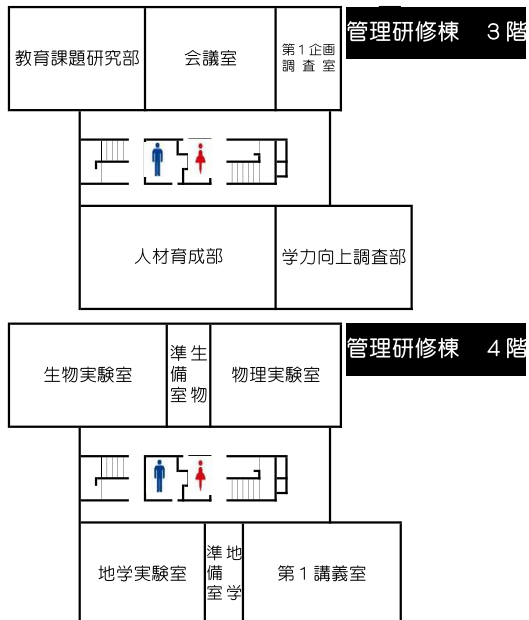 管理研修棟　３階
教育課題研究部
会議室
第１企画
調査室
人材育成部
学力向上調査部
管理研修棟　４階
生物実験室
生物
準備室
物理実験室
地学実験室
地学
準備室
第１講義室